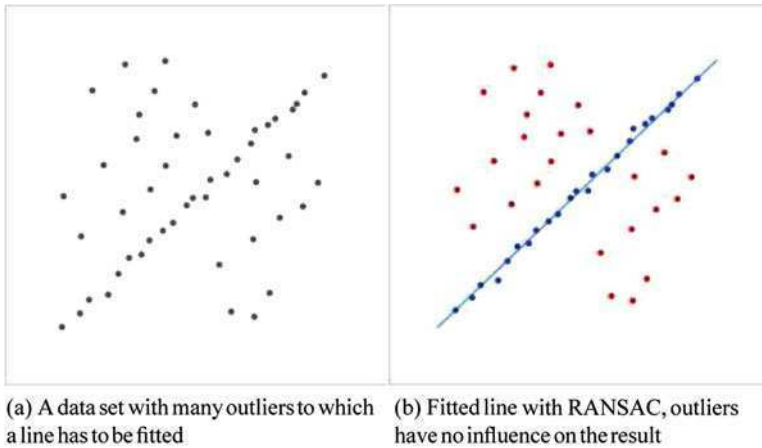 (a) A data set with many outliers to which
a line has to be fitted
(b) Fitted line with RANSAC, outliers
have no influence on the result